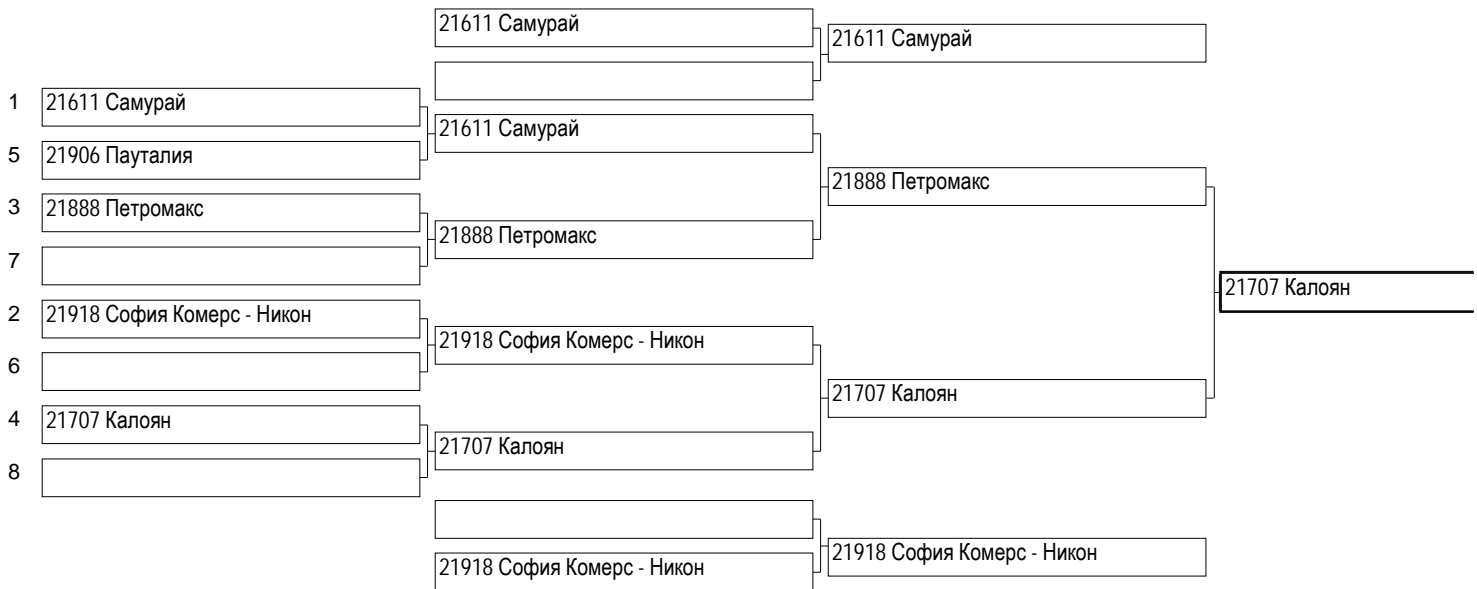 21611 Самурай
21611 Самурай
1 21611 Самурай
21611 Самурай
5 21906 Пауталия
21888 Петромакс
3 21888 Петромакс
21888 Петромакс
7
21707 Калоян
2 21918 София Комерс - Никон
21918 София Комерс - Никон
6
21707 Калоян
4 21707 Калоян
21707 Калоян
8
21918 София Комерс - Никон
21918 София Комерс - Никон